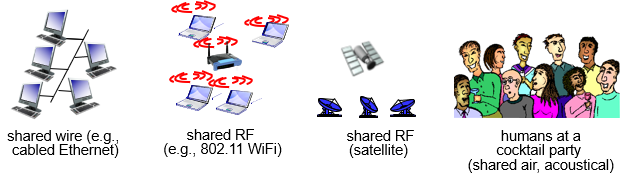 shared wire (e.g.,
cabled Ethernet)
shared RF
(e.g., 802.11 WiFi)
shared RF
(satellite)
humans at a
cocktail party
(shared air, acoustical)